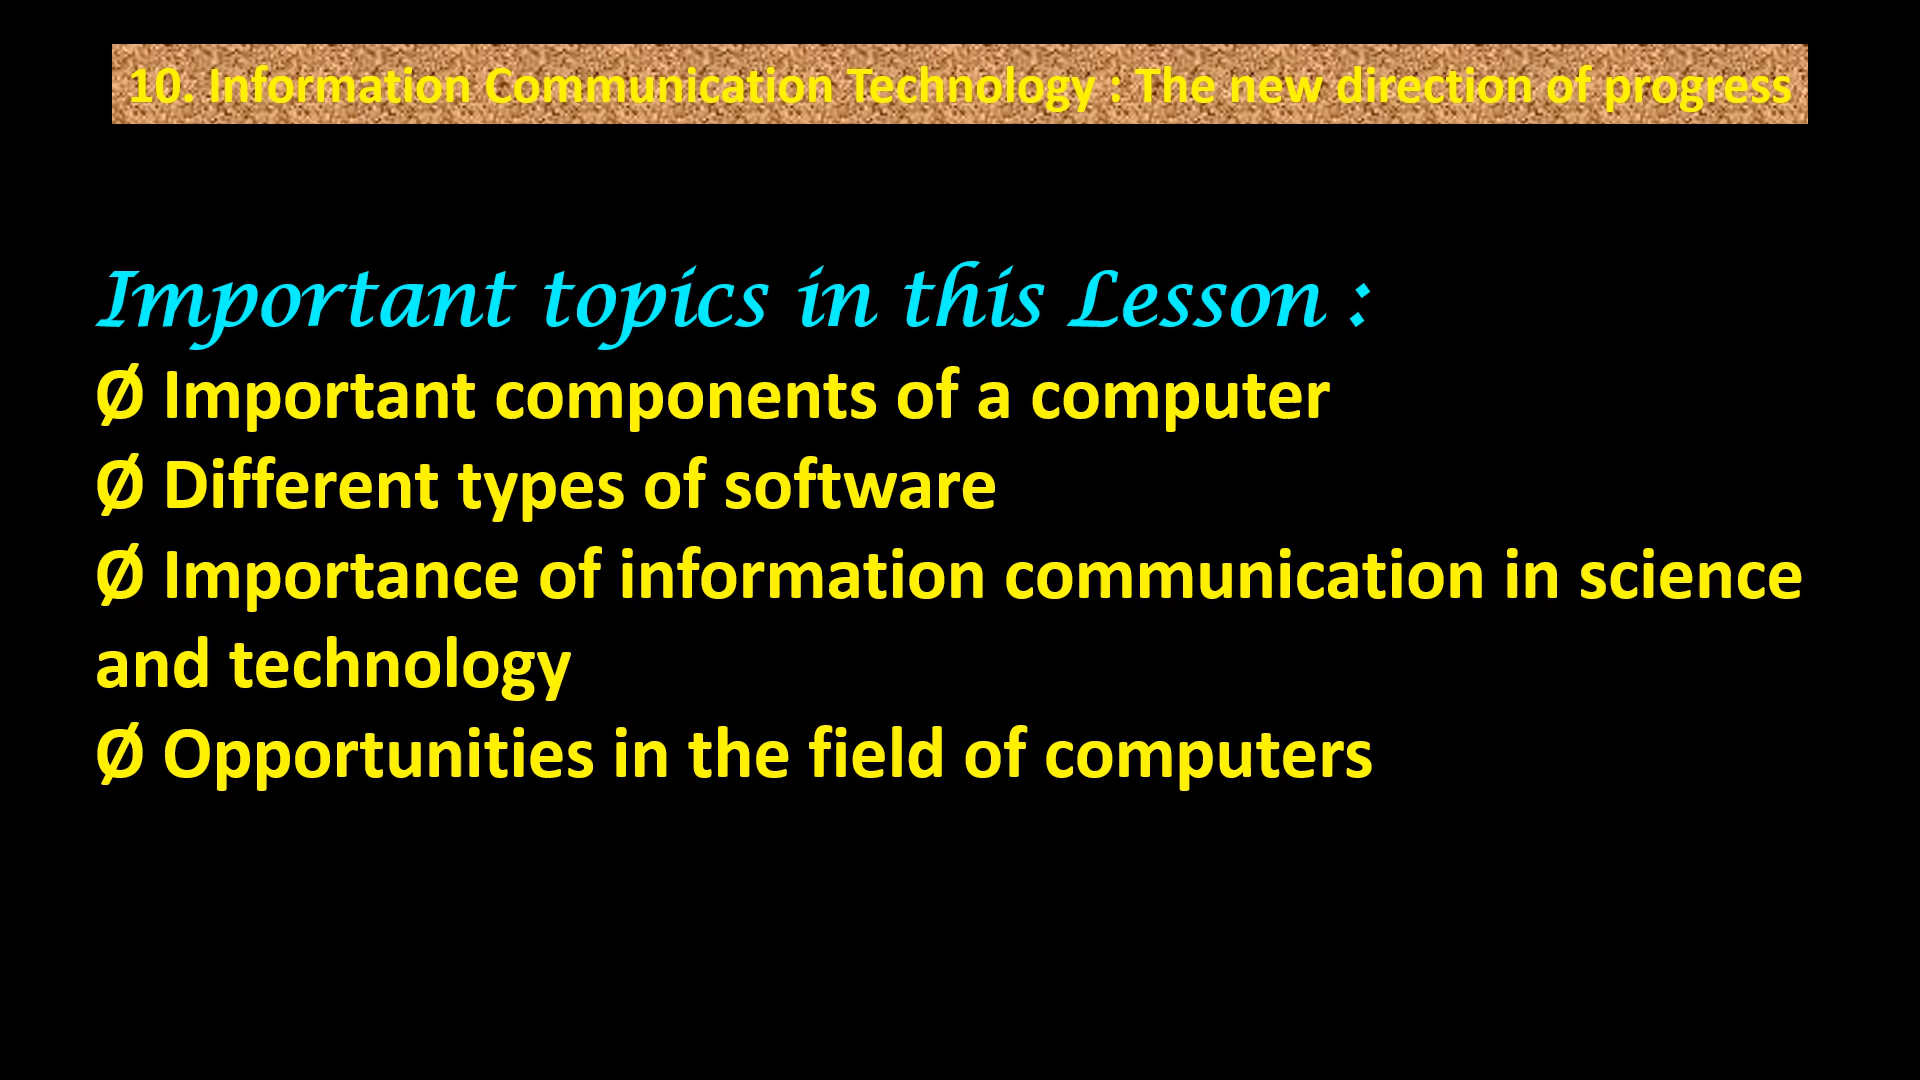 10. Information Communication Technology : The new direction of progress
Important topics in this Lesson :
Ø Important components of a computer
Ø Different types of software
Ø Importance of information communication in science
and technology
Ø Opportunities in the field of computers